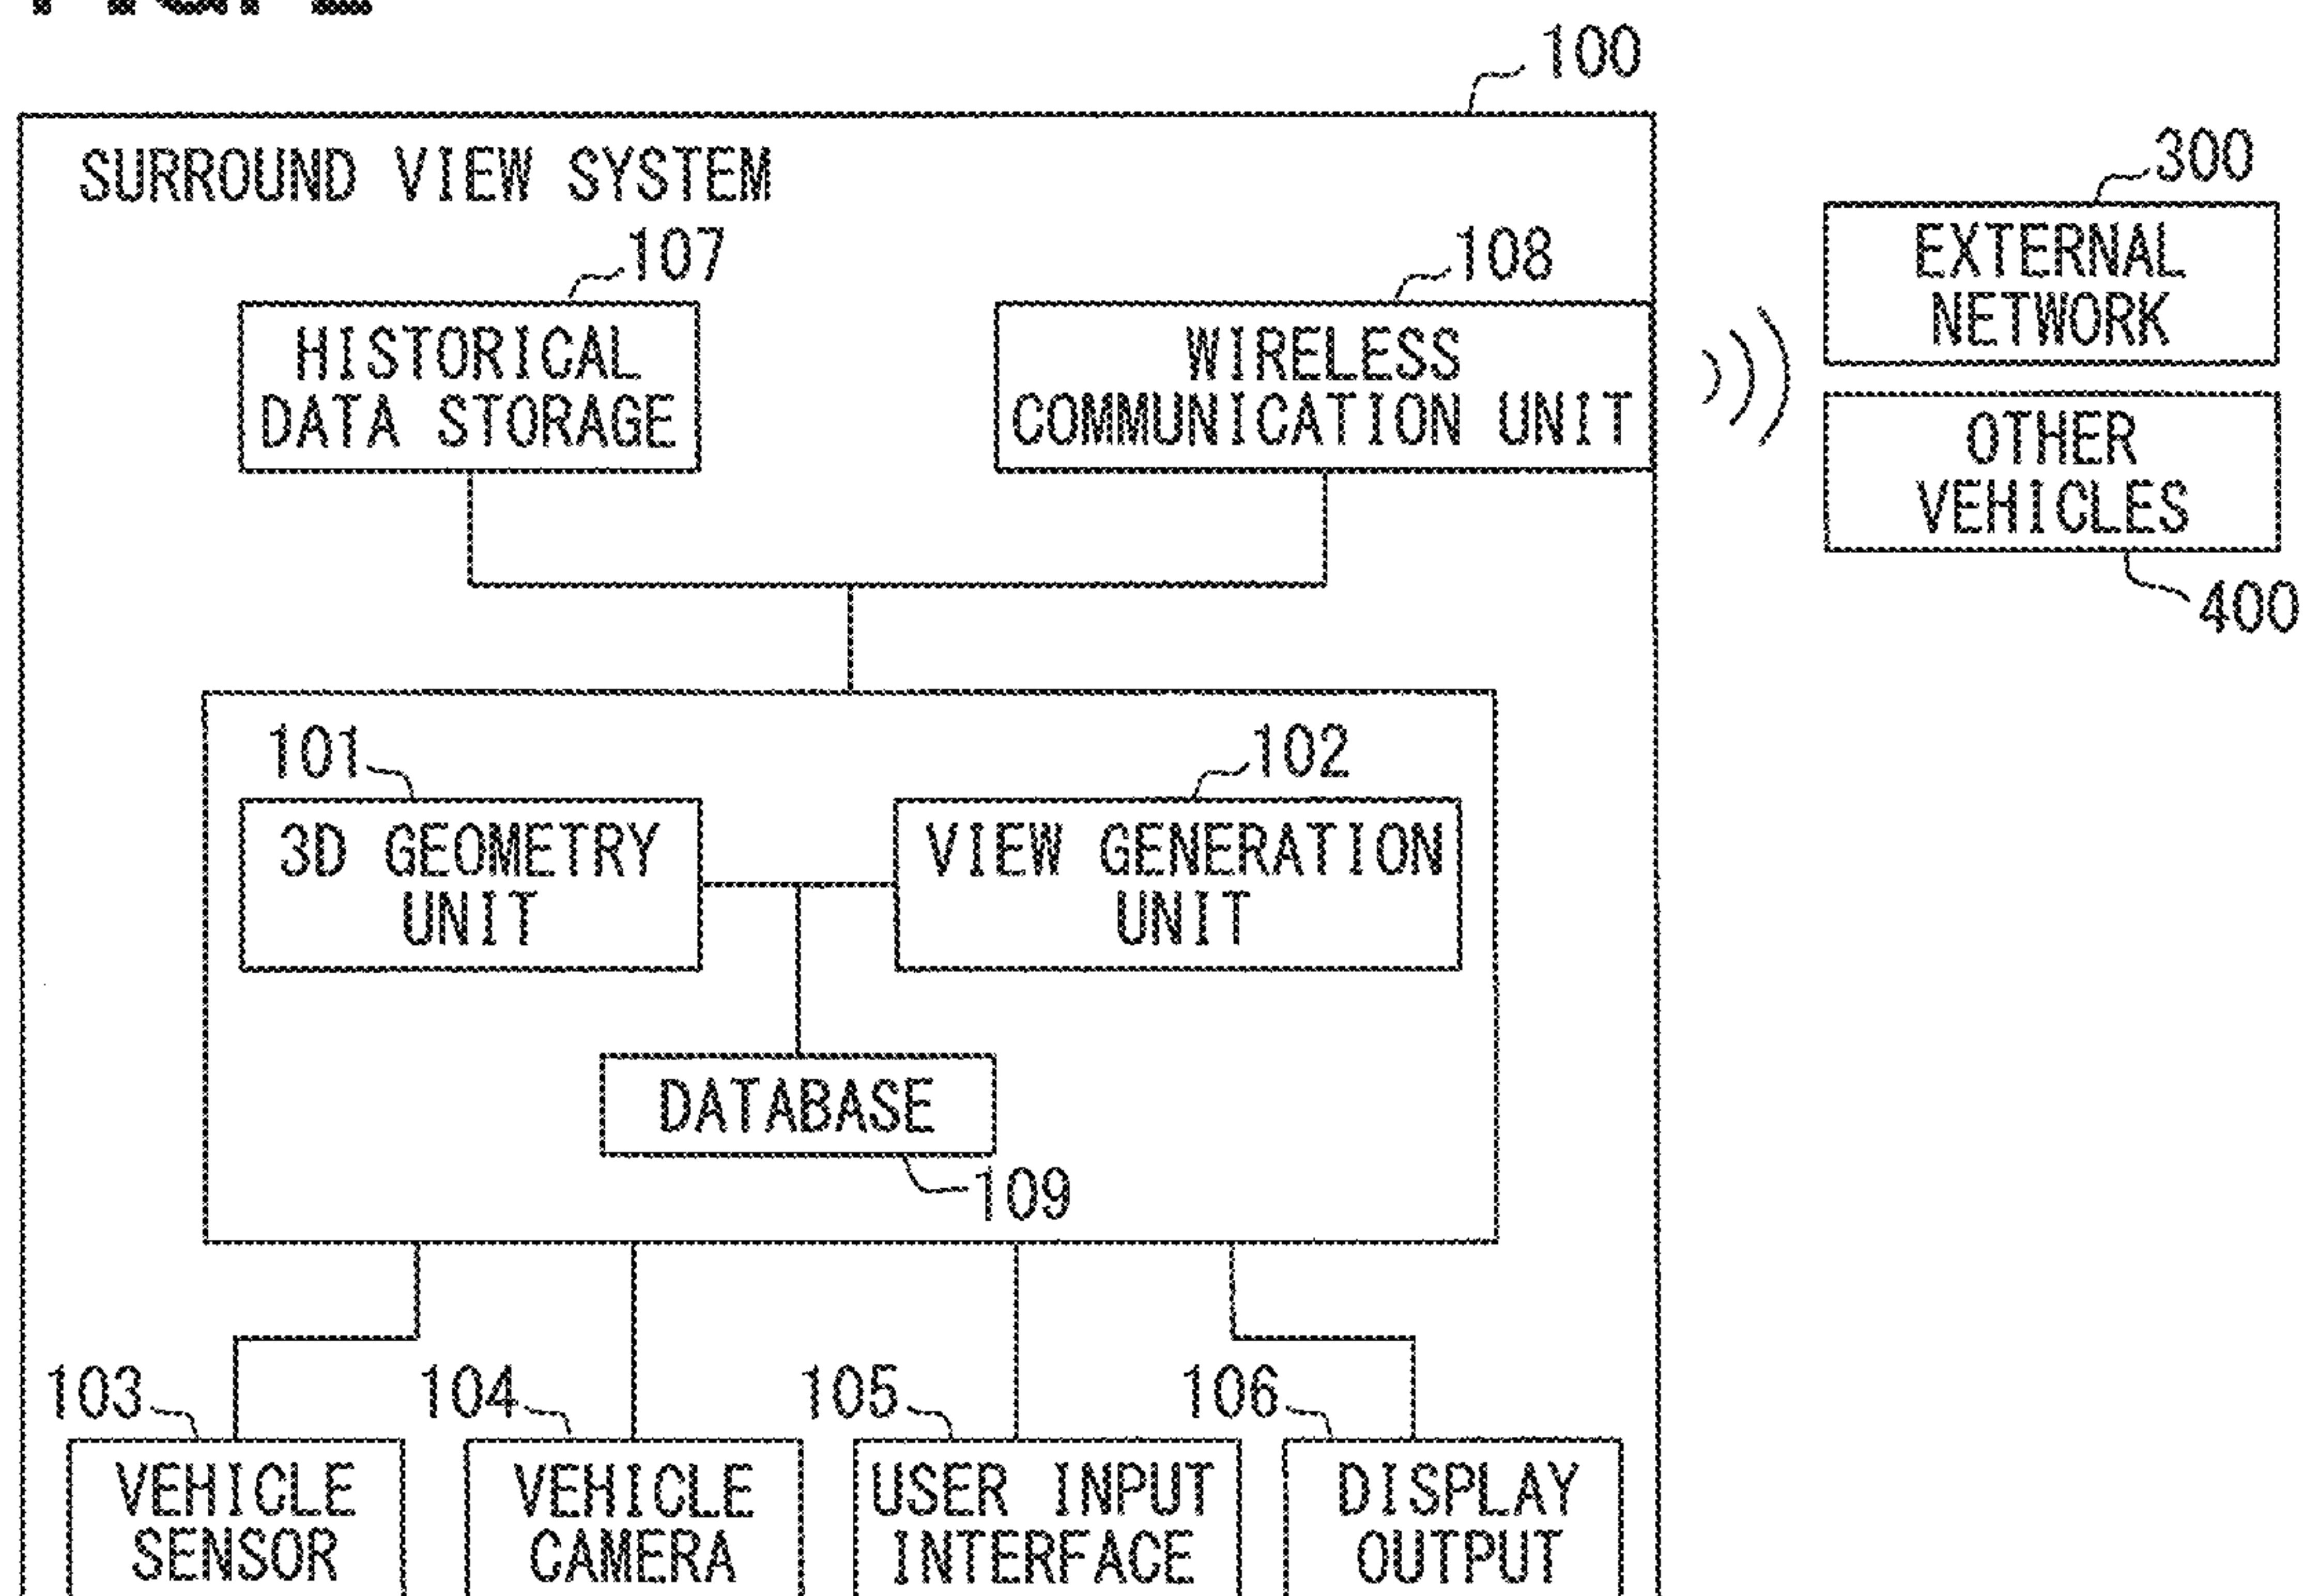 100
SURROUND VIEW SYSTEM
300
EXTERNAL
NETWORK
107
108
HISTORICAL
DATA STORAGE
WIRELESS
COMMUNICATION UNIT
OTHER
VEHICLES
400
101
102
3D GEOMETRY
UNIT
VIEW GENERATION
UNIT
DATABASE
109
103
104
105
106
VEHICLE
SENSOR
VEHICLE
CAMERA
USER INPUT
INTERFACE
DISPLAY
OUTPUT